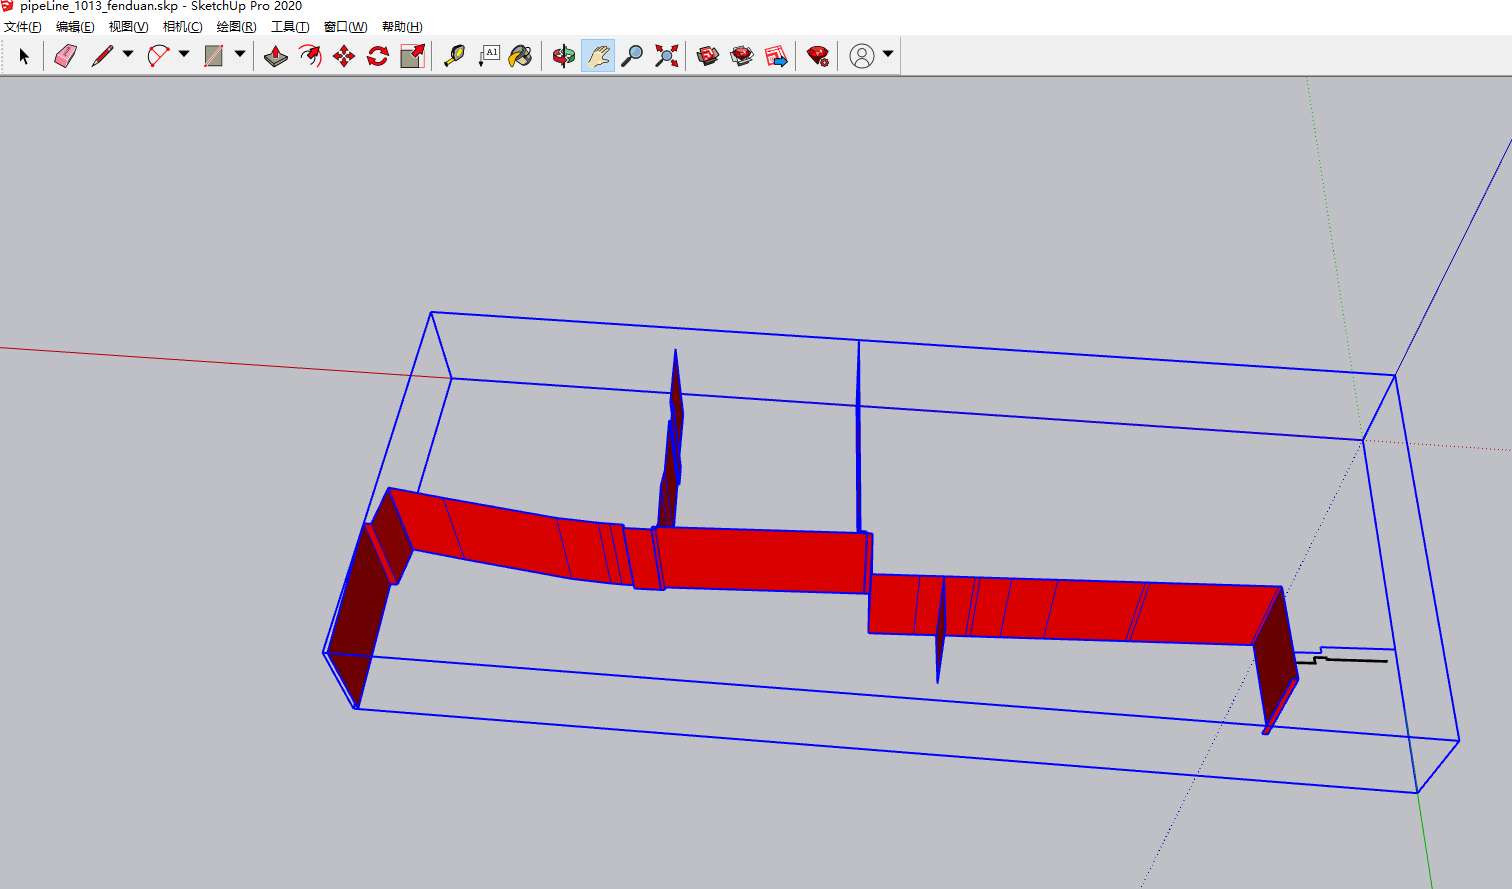 pipeLine_1013_fenduan.skp - SketchUp Pro 2020
文件(F) 编辑(E) 视图(V) 相机(C) 绘图(R) 工具(T) 窗口(W) 帮助(H)
A1